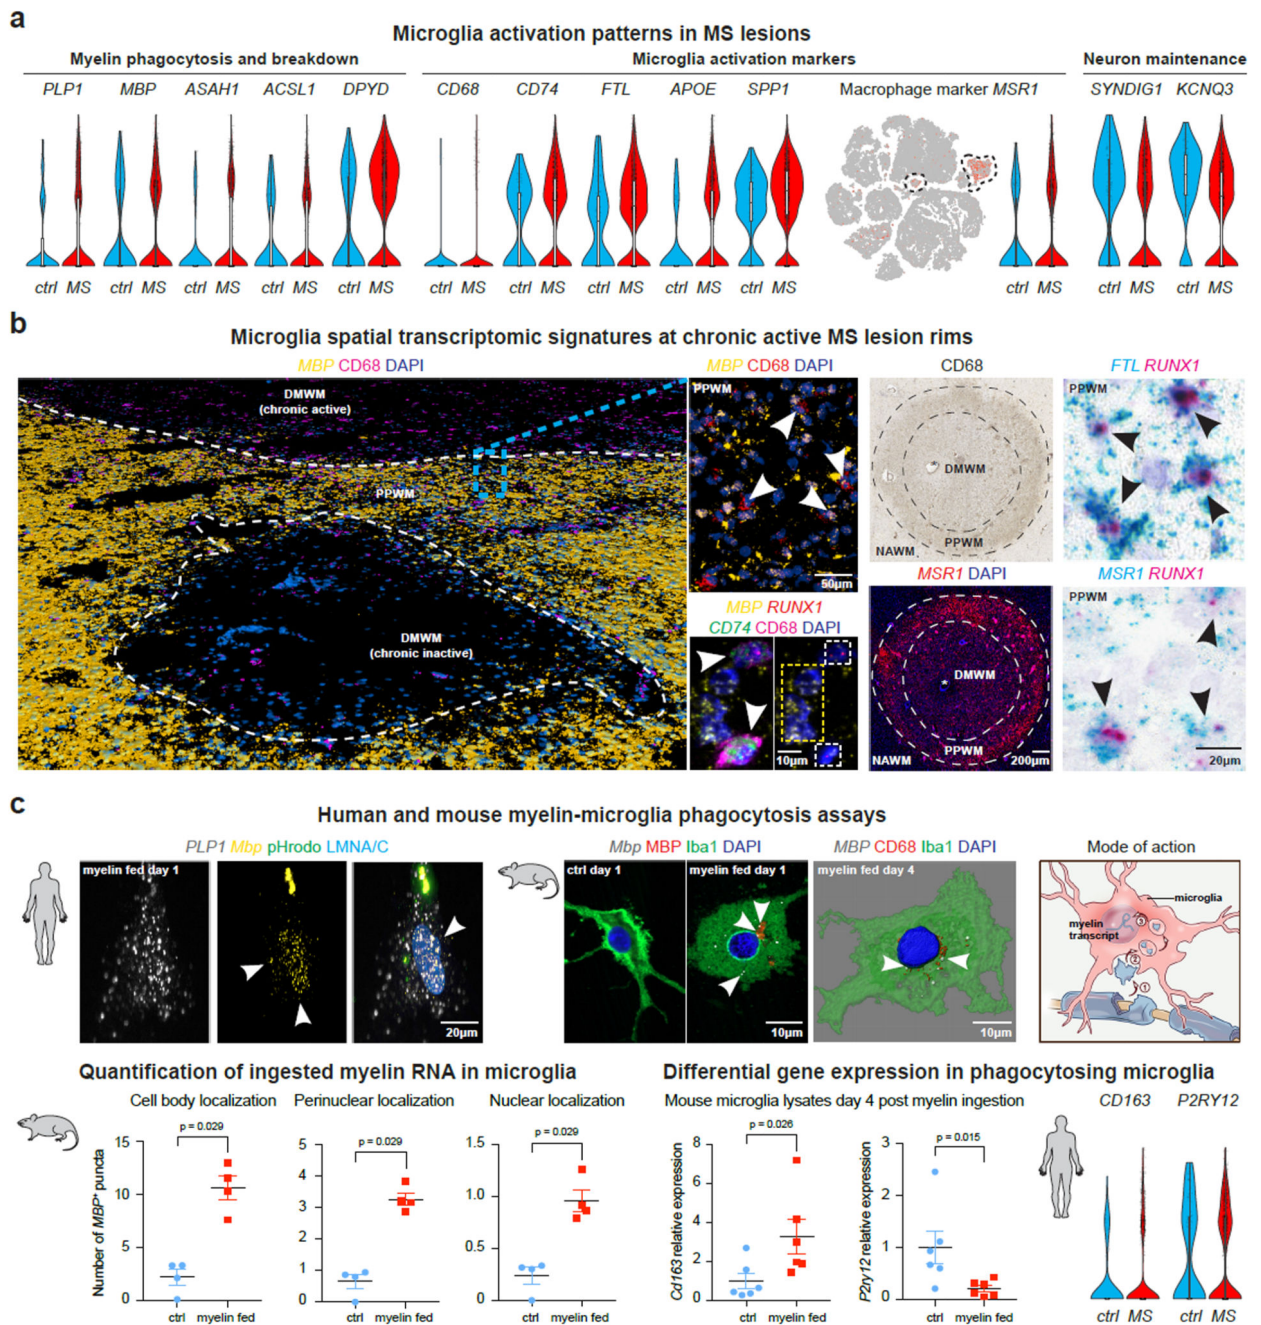 a
Microglia activation patterns in MS lesions
Myelin phagocytosis and breakdown
Microglia activation markers
Neuron maintenance
PLP1 MBP ASAH1 ACSL1 DPYD
CD68 CD74 FTL APOE SPP1
Macrophage marker MSR1
SYNDIG1 KCNQ3
ctrl MS ctrl MS ctrl MS ctrl MS ctrl MS
ctrl MS ctrl MS ctrl MS ctrl MS ctrl MS
ctrl MS
ctrl MS ctrl MS
b
Microglia spatial transcriptomic signatures at chronic active MS lesion rims
MBP CD68 DAPI
DMWM
(chronic active)
PPWM
DMWM
(chronic inactive)
MBP CD68 DAPI
PPWM
50µm
MBP RUNX1
CD74 CD68 DAPI
10µm
CD68
DMWM
PPWM
NAWM
MSR1 DAPI
* DMWM
PPWM
NAWM
200µm
FTL RUNX1
PPWM
MSR1 RUNX1
PPWM
20µm
c
Human and mouse myelin-microglia phagocytosis assays
PLP1 Mbp pHrodo LMNA/C
myelin fed day 1
20µm
Mbp MBP Iba1 DAPI
ctrl day 1
myelin fed day 1
10µm
MBP CD68 Iba1 DAPI
myelin fed day 4
10µm
Mode of action
microglia
myelin
transcript
3
2
1
Quantification of ingested myelin RNA in microglia
Cell body localization
p = 0.029
Number of MBP+ puncta
15
10
5
0
ctrl myelin fed
Perinuclear localization
p = 0.029
5
4
3
2
1
0
ctrl myelin fed
Nuclear localization
p = 0.029
1.5
1.0
0.5
0
ctrl myelin fed
Differential gene expression in phagocytosing microglia
Mouse microglia lysates day 4 post myelin ingestion
p = 0.026
Cd163 relative expression
8
6
4
2
0
ctrl myelin fed
p = 0.015
P2ry12 relative expression
3
2
1
0
ctrl myelin fed
CD163 P2RY12
ctrl MS ctrl MS